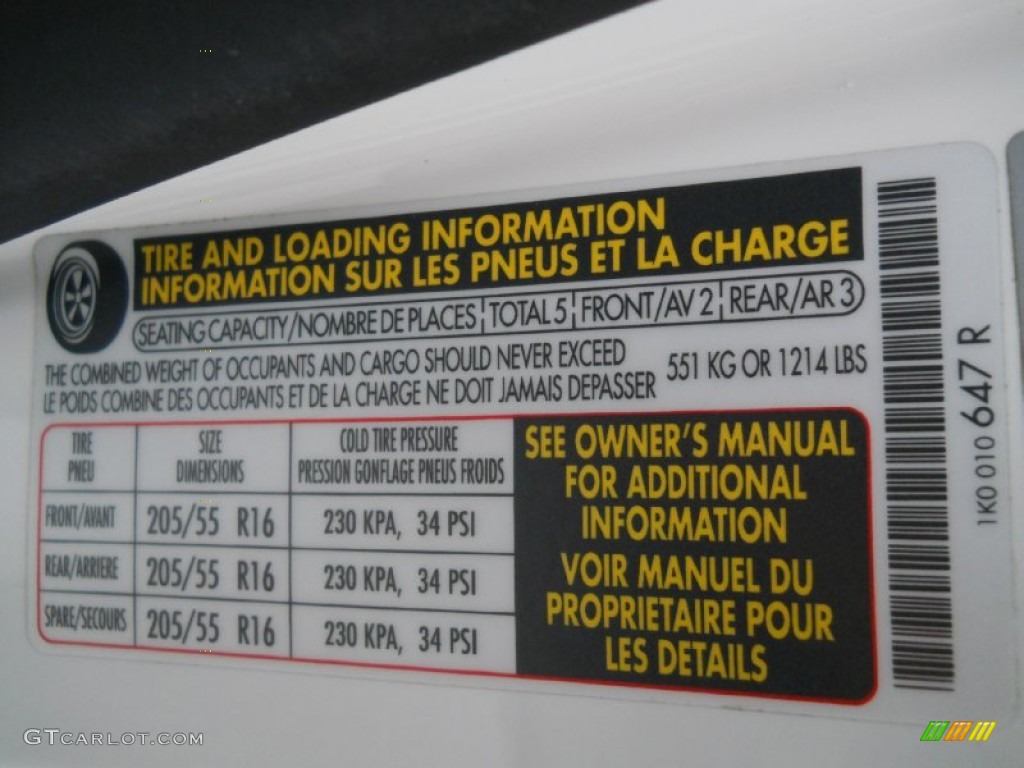 TIRE AND LOADING INFORMATION
INFORMATION SUR LES PNEUS ET LA CHARGE
SEATING CAPACITY/NOMBRE DE PLACES TOTAL 5 FRONT/AV 2 REAR/AR 3
THE COMBINED WEIGHT OF OCCUPANTS AND CARGO SHOULD NEVER EXCEED
LE POIDS COMBINE DES OCCUPANTS ET DE LA CHARGE NE DOIT JAMAIS DEPASSER
551 KG OR 1214 LBS
TIRE SIZE COLD TIRE PRESSURE
PNEU DIMENSIONS PRESSION GONFLAGE PNEUS FROIDS
FRONT/AVANT 205/55 R16 230 KPA, 34 PSI
REAR/ARRIERE 205/55 R16 230 KPA, 34 PSI
SPARE/SECOURS 205/55 R16 230 KPA, 34 PSI
SEE OWNER'S MANUAL
FOR ADDITIONAL
INFORMATION
VOIR MANUEL DU
PROPRIETAIRE POUR
LES DETAILS
1K0 010 647 R
GTCARLOT.COM